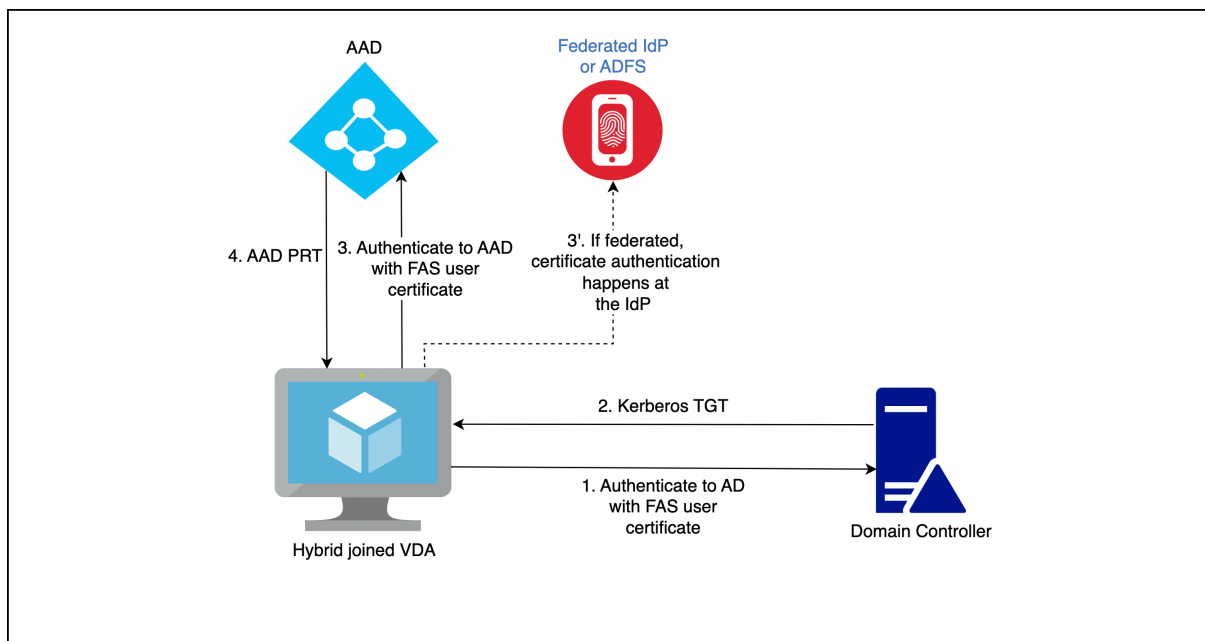 AAD
Federated IdP
or ADFS
4. AAD PRT
3. Authenticate to AAD
with FAS user
certificate
3'. If federated,
certificate authentication
happens at
the IdP
2. Kerberos TGT
1. Authenticate to AD
with FAS user
certificate
Hybrid joined VDA
Domain Controller